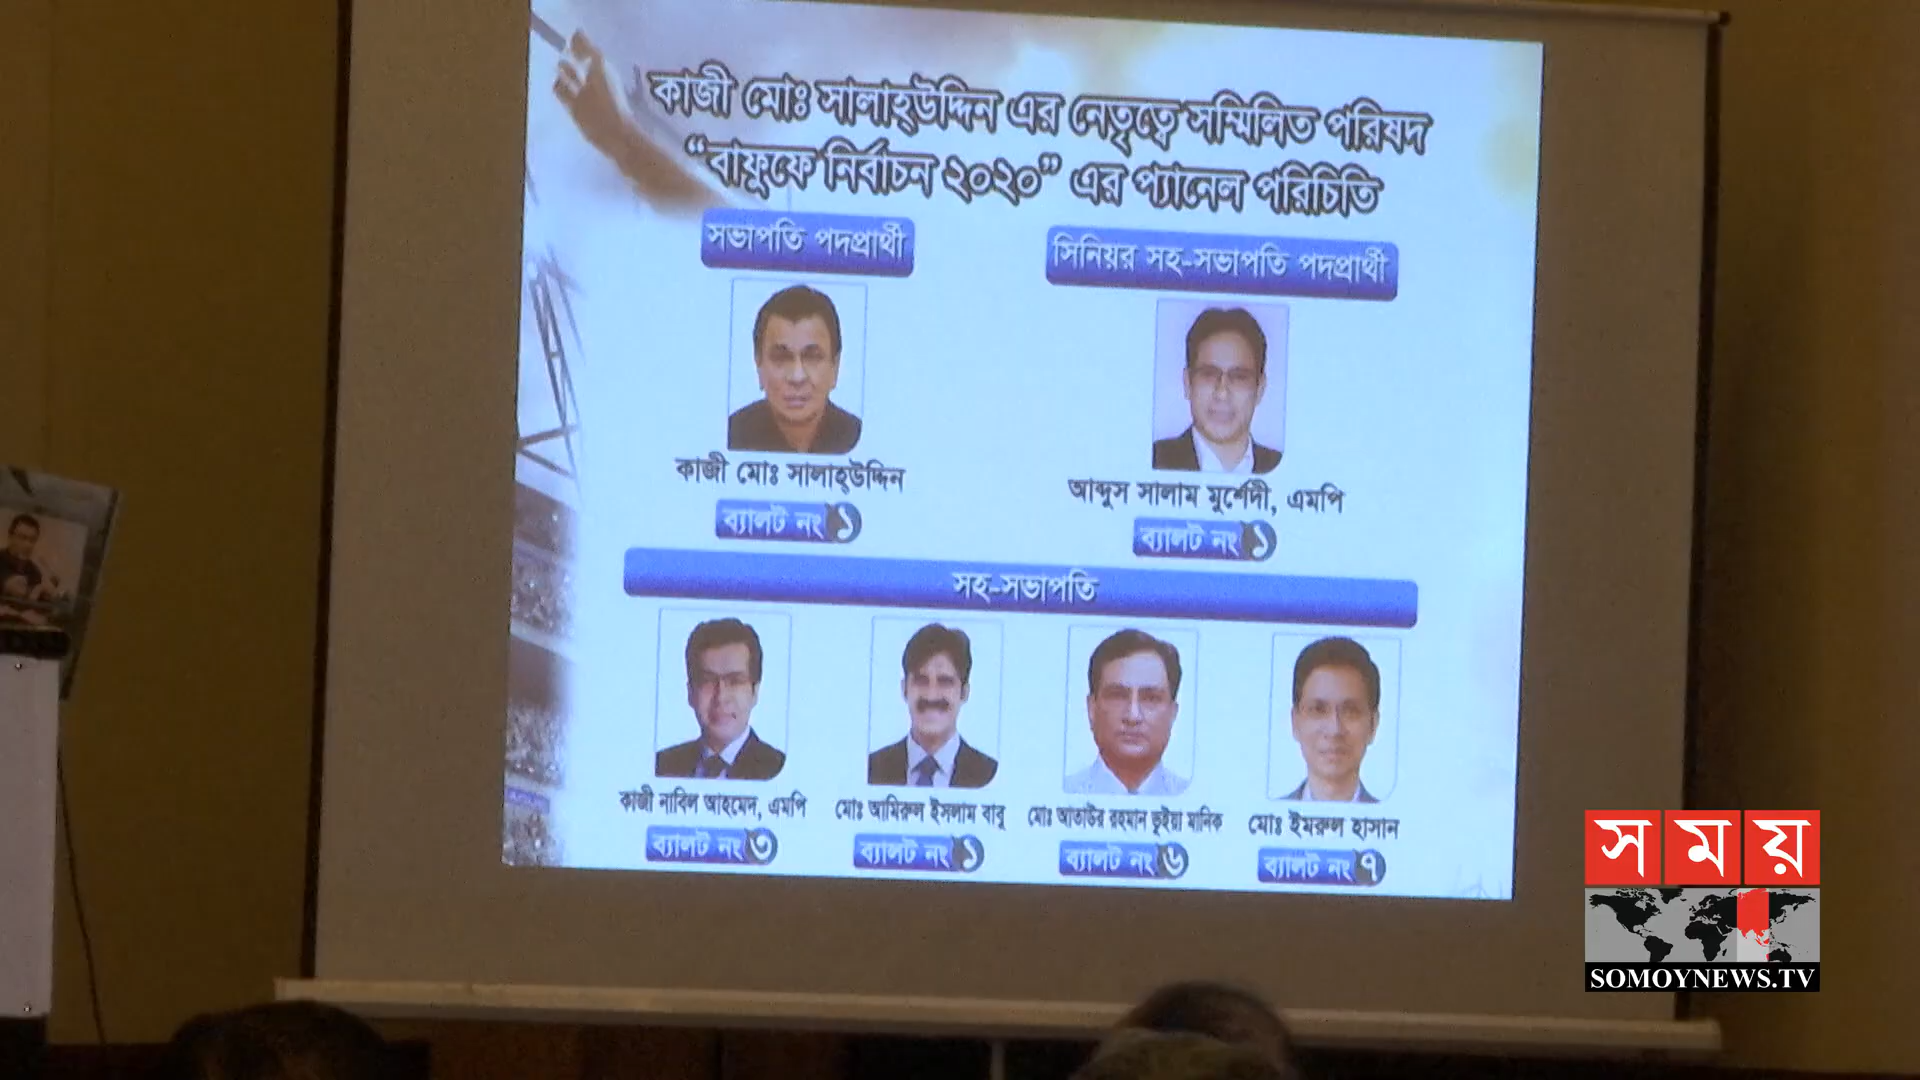 কাজী মোঃ সালাহ্উদ্দিন এর নেতৃত্বে সম্মিলিত পরিষদ
“বাফুফে নির্বাচন ২০২০” এর প্যানেল পরিচিতি
সভাপতি পদপ্রার্থী
সিনিয়র সহ-সভাপতি পদপ্রার্থী
কাজী মোঃ সালাহ্উদ্দিন
ব্যালট নং ১
আব্দুস সালাম মুর্শেদী, এমপি
ব্যালট নং ১
সহ-সভাপতি
কাজী নাবিল আহমেদ, এমপি
ব্যালট নং ৩
মোঃ আমিরুল ইসলাম বাবু
ব্যালট নং ১
মোঃ আতাউর রহমান ভূইয়া মানিক
ব্যালট নং ৬
মোঃ ইমরুল হাসান
ব্যালট নং ৭
সময়
SOMOYNEWS.TV